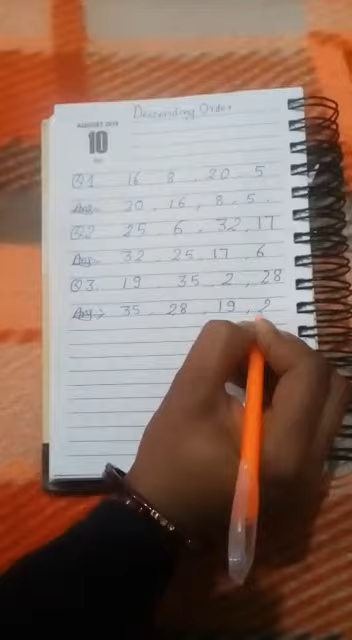 Descending Order
AUGUST 2019
10
Q1 16 8 . 20 . 5
Ans:- 20 . 16 , 8 . 5 .
Q2 25 . 6 . 32 . 17
Ans:- 32 . 25 . 17 . 6
Q3. 19 . 35 . 2 . 28
Ans:- 35 . 28 . 19 . 2